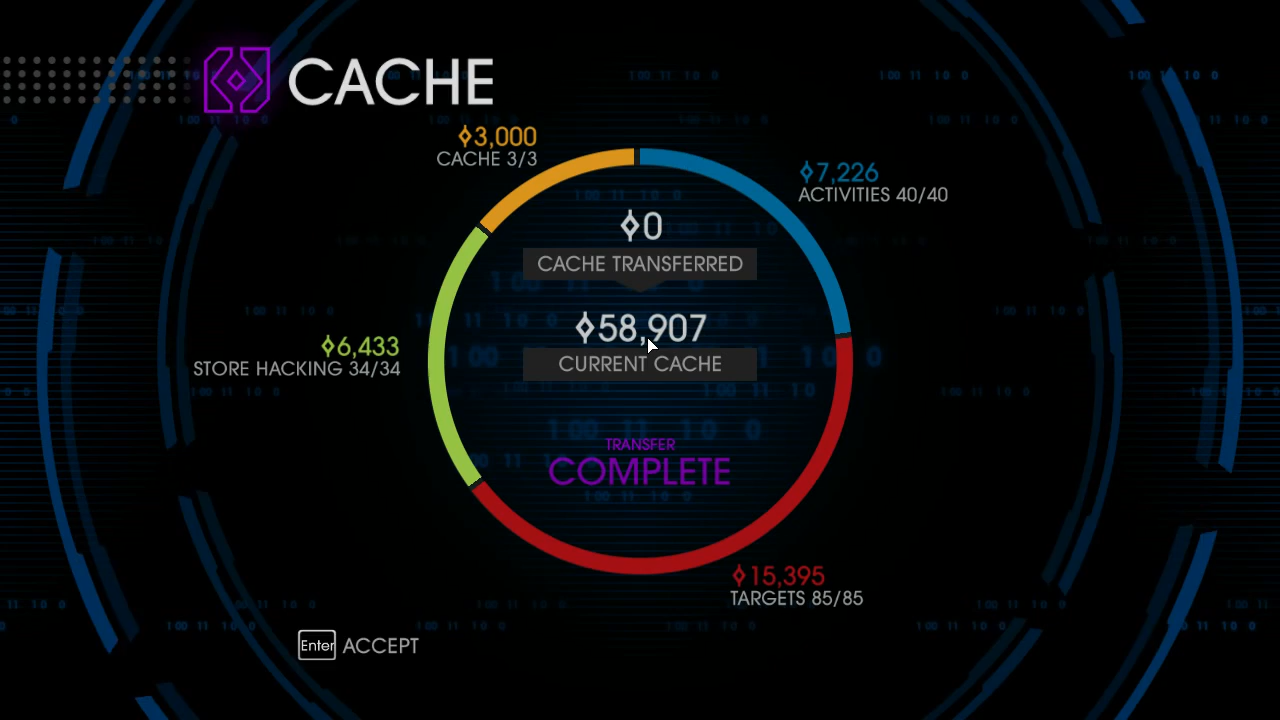 CACHE
3,000
CACHE 3/3
7,226
ACTIVITIES 40/40
0
CACHE TRANSFERRED
58,907
CURRENT CACHE
6,433
STORE HACKING 34/34
TRANSFER
COMPLETE
15,395
TARGETS 85/85
Enter ACCEPT